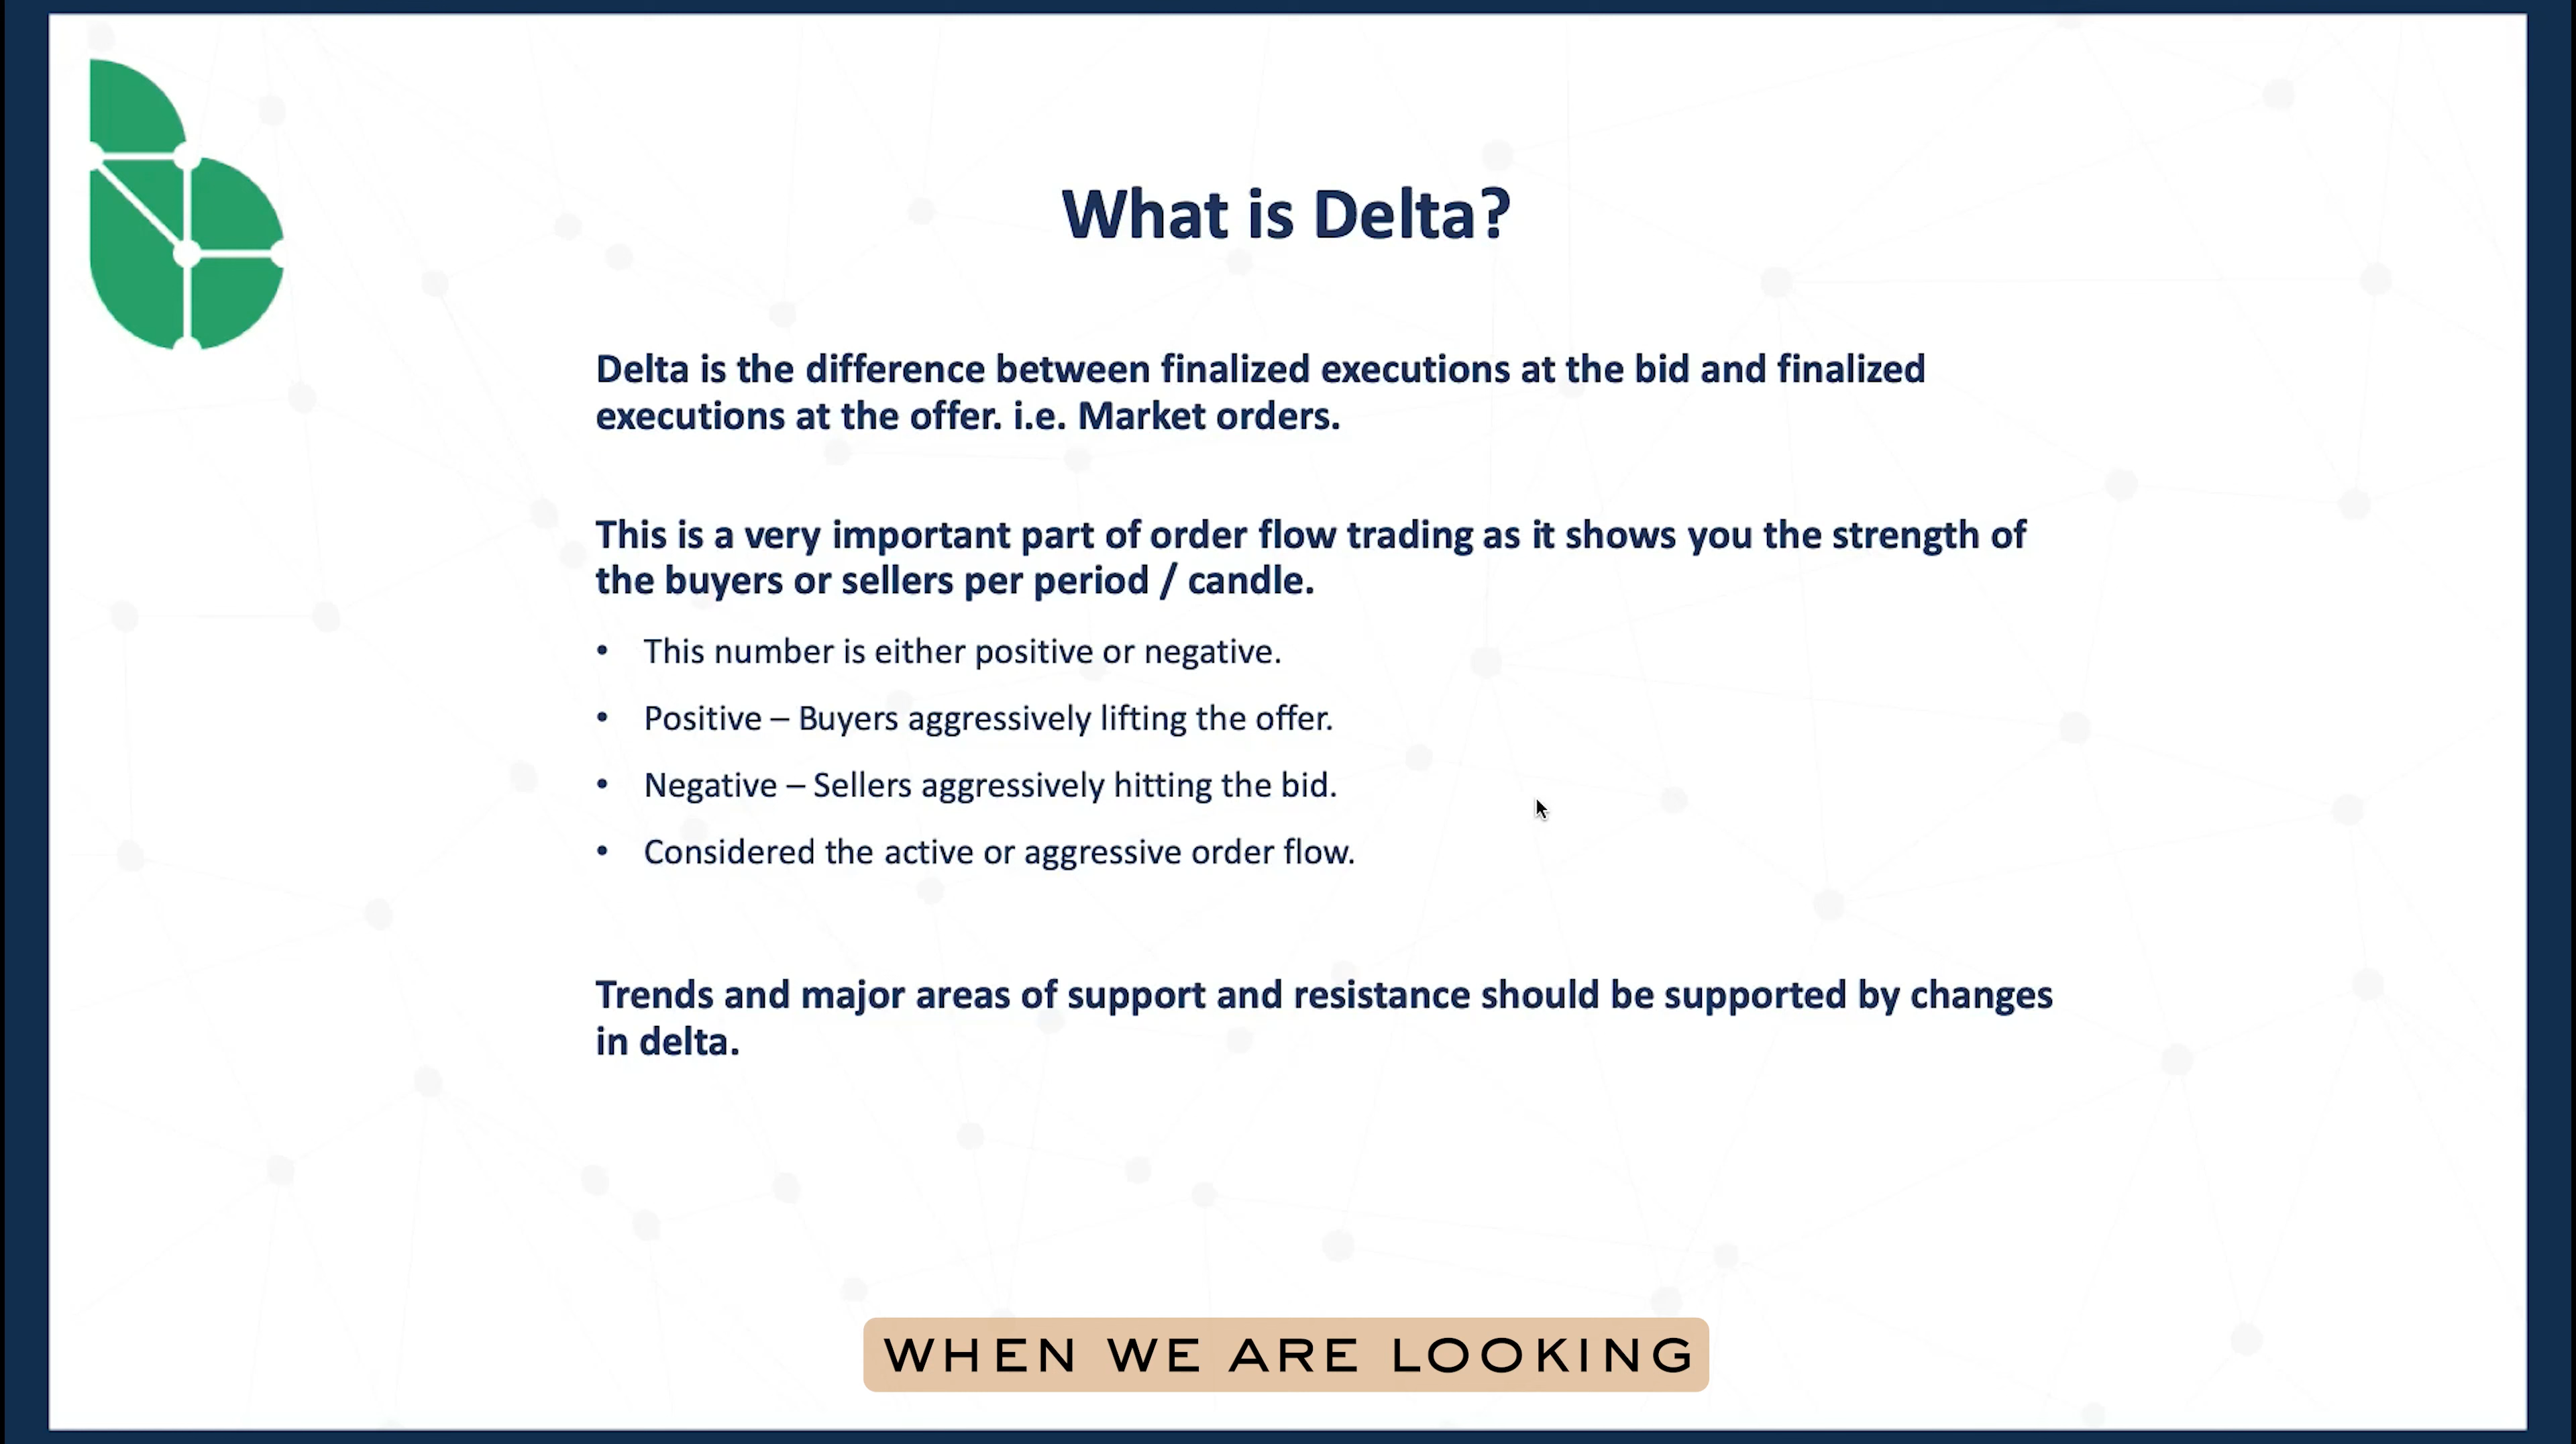 What is Delta?
Delta is the difference between finalized executions at the bid and finalized
executions at the offer. i.e. Market orders.
This is a very important part of order flow trading as it shows you the strength of
the buyers or sellers per period / candle.
• This number is either positive or negative.
• Positive – Buyers aggressively lifting the offer.
• Negative – Sellers aggressively hitting the bid.
• Considered the active or aggressive order flow.
Trends and major areas of support and resistance should be supported by changes
in delta.
WHEN WE ARE LOOKING